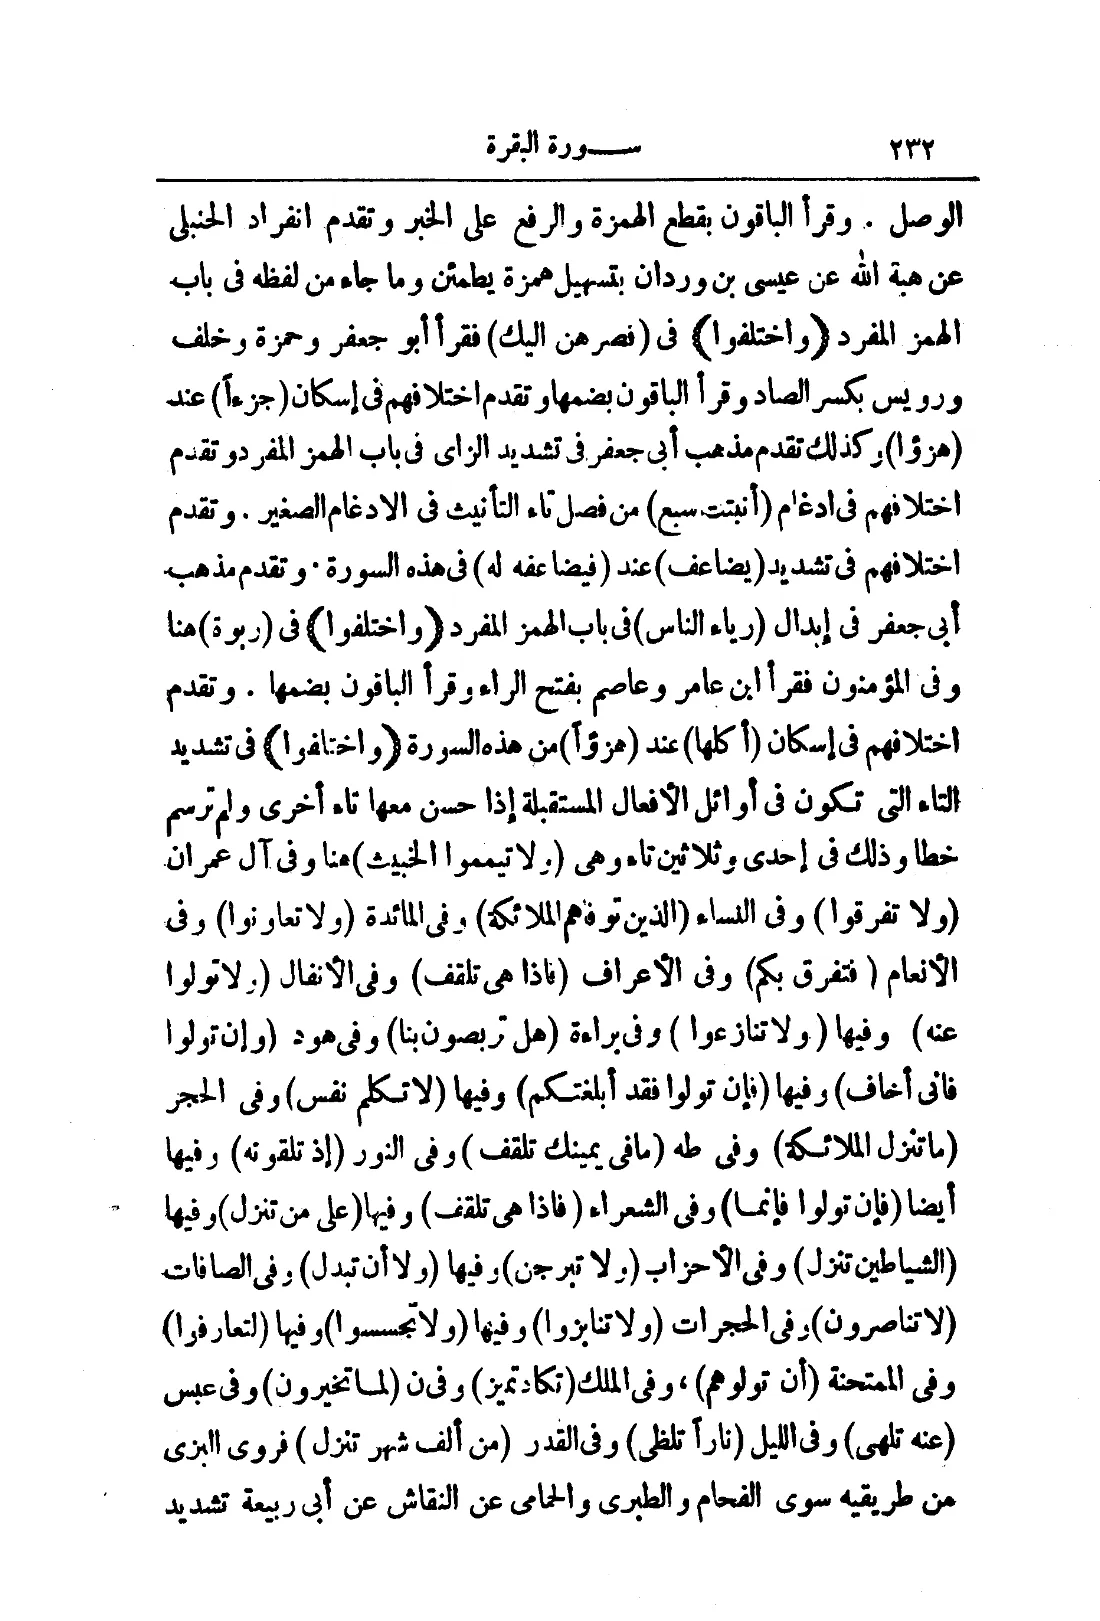 ٢٣٢ ســـورة البقرة
الوصل . وقرأ الباقون بقطع الهمزة والرفع على الخبر وتقدم انفراد الحنبلى
عن هبة الله عن عيسى بن وردان بتسهيل همزة يطمئن وما جاء من لفظه فى باب
الهمز المفرد (واختلفوا) فى (فصرهن اليك) فقرأ أبو جعفر وحمزة وخلف
ورويس بكسر الصاد وقرأ الباقون بضمها وتقدم اختلافهم فى إسكان (جزءاً) عند
(هزؤا) وكذلك تقدم مذهب أبى جعفر فى تشديد الزاى فى باب الهمز المفرد وتقدم
اختلافهم فى ادغام (أنبتت سبع) من فصل تاء التأنيث فى الادغام الصغير . وتقدم
اختلافهم فى تشديد (يضاعف) عند (فيضاعفه له) فى هذه السورة . وتقدم مذهب
أبى جعفر فى إبدال (رياء الناس) فى باب الهمز المفرد (واختلفوا) فى (ربوة) هنا
وفى المؤمنون فقرأ ابن عامر وعاصم بفتح الراء وقرأ الباقون بضمها . وتقدم
اختلافهم فى إسكان (أكلها) عند (هزؤاً) من هذه السورة (واختلفوا) فى تشديد
التاء التى تكون فى أوائل الأفعال المستقبلة إذا حسن معها تاء أخرى ولم ترسم
خطا وذلك فى إحدى وثلاثين تاء وهى (ولا تيمموا الخبيث) هنا وفى آل عمران
(ولا تفرقوا) وفى النساء (الذين توفاهم الملائكة) وفى المائدة (ولا تعاونوا) وفى
الأنعام ( فتفرق بكم) وفى الأعراف (فاذا هى تلقف) وفى الأنفال (ولا تولوا
عنه) وفيها (ولا تنازعوا ) وفى براءة (هل تربصون بنا) وفى هود (وإن تولوا
فانى أخاف) وفيها (فإن تولوا فقد أبلغتكم) وفيها (لا تكلم نفس) وفى الحجر
(ما تنزل الملائكة) وفى طه (ما فى يمينك تلقف ) وفى النور (إذ تلقونه) وفيها
أيضا (فإن تولوا فإنما) وفى الشعراء ( فاذا هى تلقف) وفيها (على من تنزل) وفيها
(الشياطين تنزل) وفى الأحزاب (ولا تبرجن) وفيها (ولا أن تبدل) وفى الصافات
(لا تناصرون) وفى الحجرات (ولا تنابزوا) وفيها (ولا تجسسوا) وفيها (لتعارفوا)
وفى الممتحنة (أن تولوهم) ، وفى الملك (تكاد تميز) وفى ن (لما تخيرون) وفى عبس
(عنه تلهى) وفى الليل (ناراً تلظى) وفى القدر (من ألف شهر تنزل ) فروى البزى
من طريقيه سوى الفحام والطبرى والحمامى عن النقاش عن أبى ربيعة تشديد